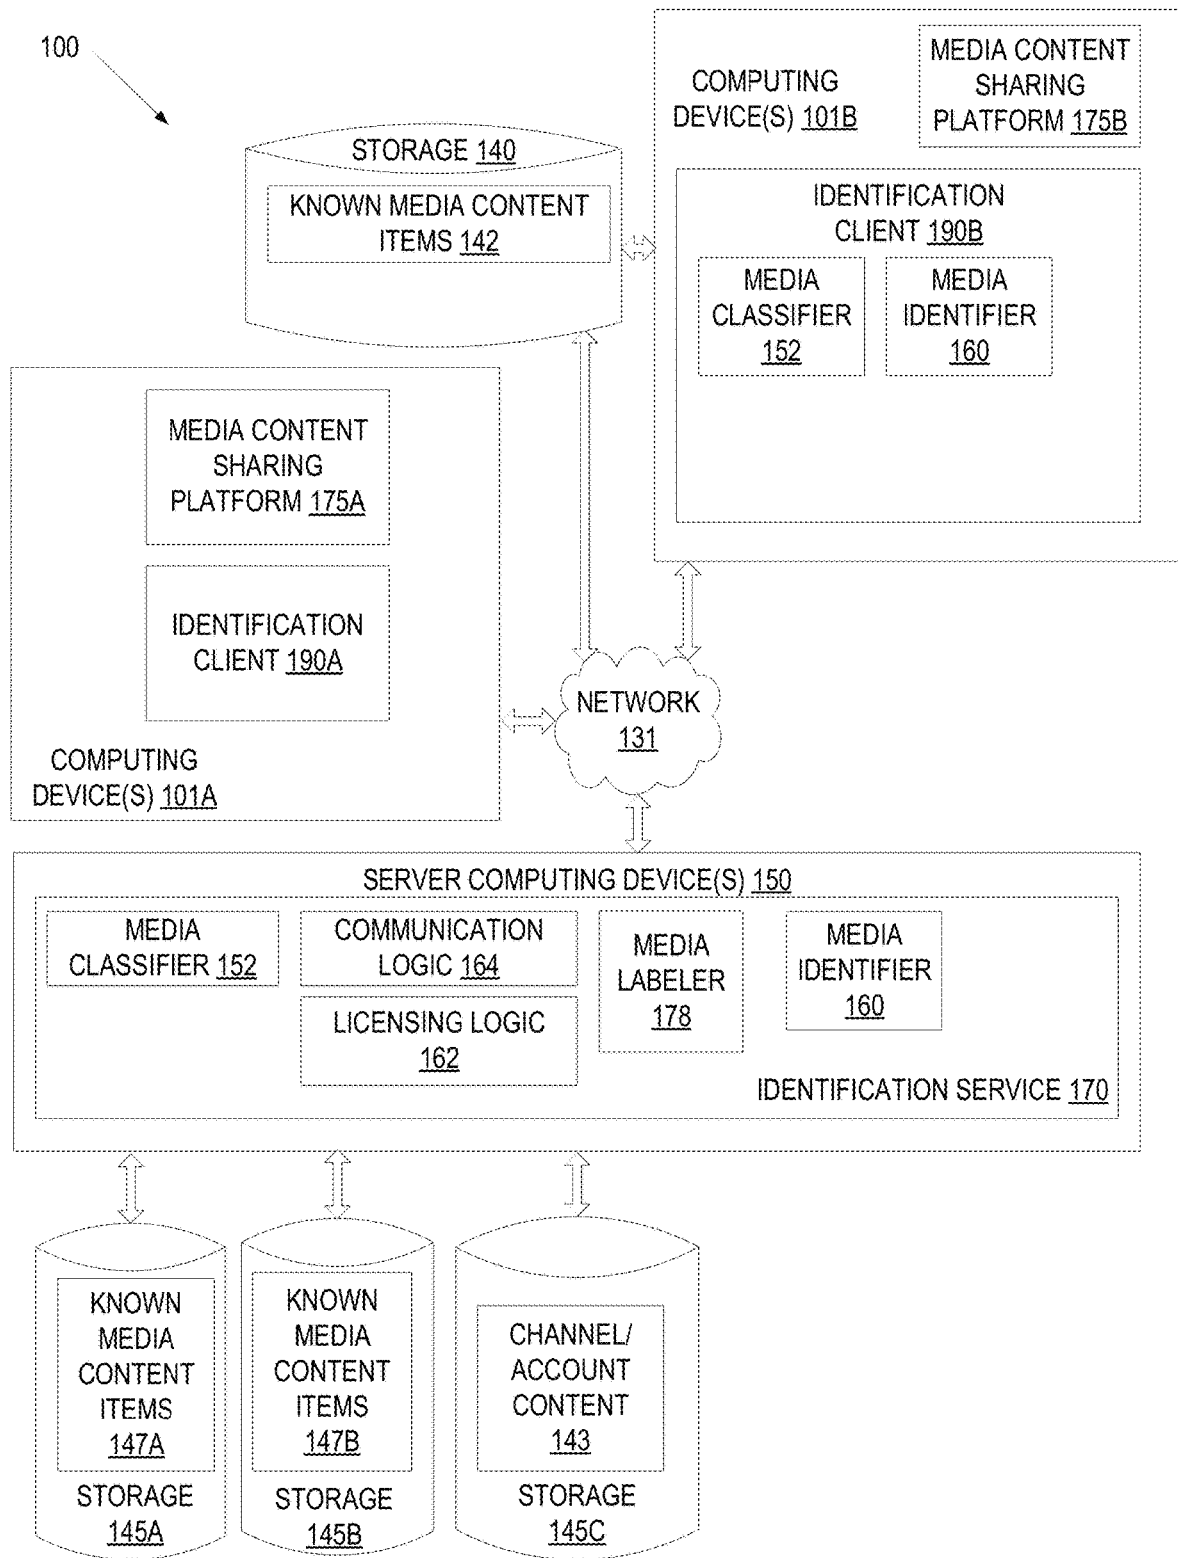 100
STORAGE 140
KNOWN MEDIA CONTENT
ITEMS 142
COMPUTING
DEVICE(S) 101B
MEDIA CONTENT
SHARING
PLATFORM 175B
IDENTIFICATION
CLIENT 190B
MEDIA
CLASSIFIER
152
MEDIA
IDENTIFIER
160
MEDIA CONTENT
SHARING
PLATFORM 175A
IDENTIFICATION
CLIENT 190A
COMPUTING
DEVICE(S) 101A
NETWORK
131
SERVER COMPUTING DEVICE(S) 150
MEDIA
CLASSIFIER 152
COMMUNICATION
LOGIC 164
LICENSING LOGIC
162
MEDIA
LABELER
178
MEDIA
IDENTIFIER
160
IDENTIFICATION SERVICE 170
KNOWN
MEDIA
CONTENT
ITEMS
147A
STORAGE
145A
KNOWN
MEDIA
CONTENT
ITEMS
147B
STORAGE
145B
CHANNEL/
ACCOUNT
CONTENT
143
STORAGE
145C